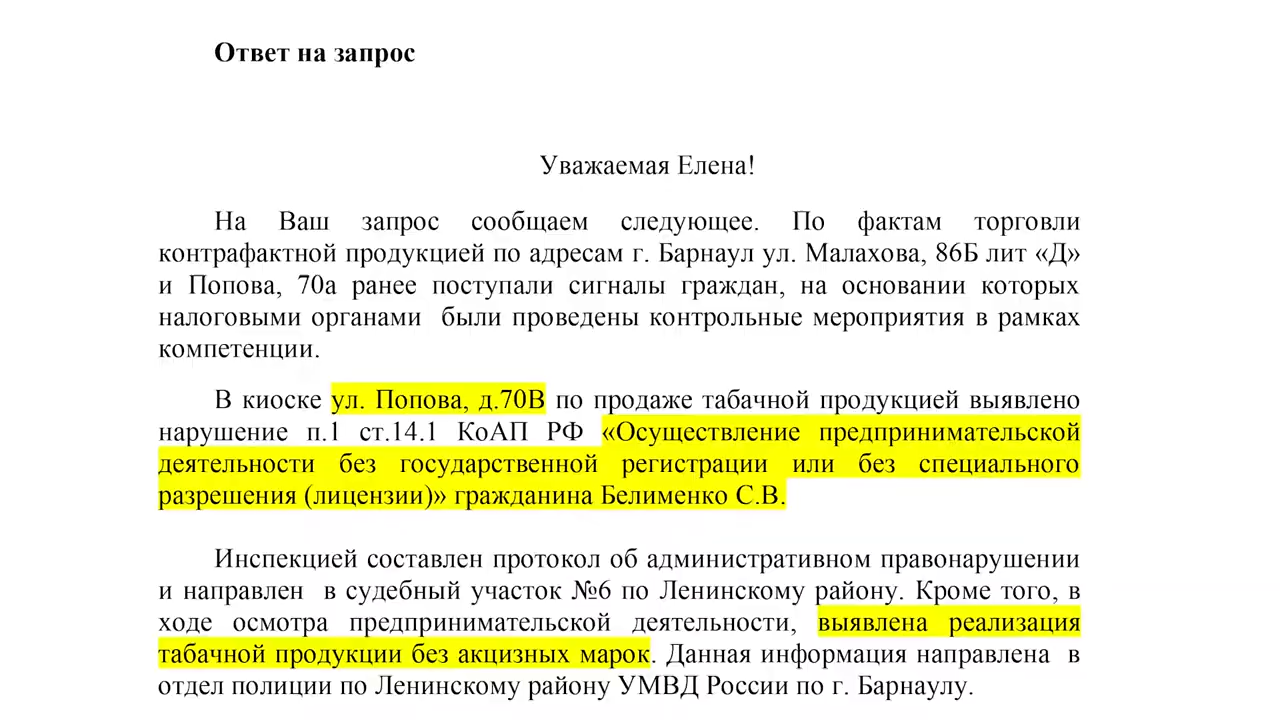 Ответ на запрос
Уважаемая Елена!
На Ваш запрос сообщаем следующее. По фактам торговли
контрафактной продукцией по адресам г. Барнаул ул. Малахова, 86Б лит «Д»
и Попова, 70а ранее поступали сигналы граждан, на основании которых
налоговыми органами были проведены контрольные мероприятия в рамках
компетенции.
В киоске ул. Попова, д.70В по продаже табачной продукцией выявлено
нарушение п.1 ст.14.1 КоАП РФ «Осуществление предпринимательской
деятельности без государственной регистрации или без специального
разрешения (лицензии)» гражданина Белименко С.В.
Инспекцией составлен протокол об административном правонарушении
и направлен в судебный участок №6 по Ленинскому району. Кроме того, в
ходе осмотра предпринимательской деятельности, выявлена реализация
табачной продукции без акцизных марок. Данная информация направлена в
отдел полиции по Ленинскому району УМВД России по г. Барнаулу.